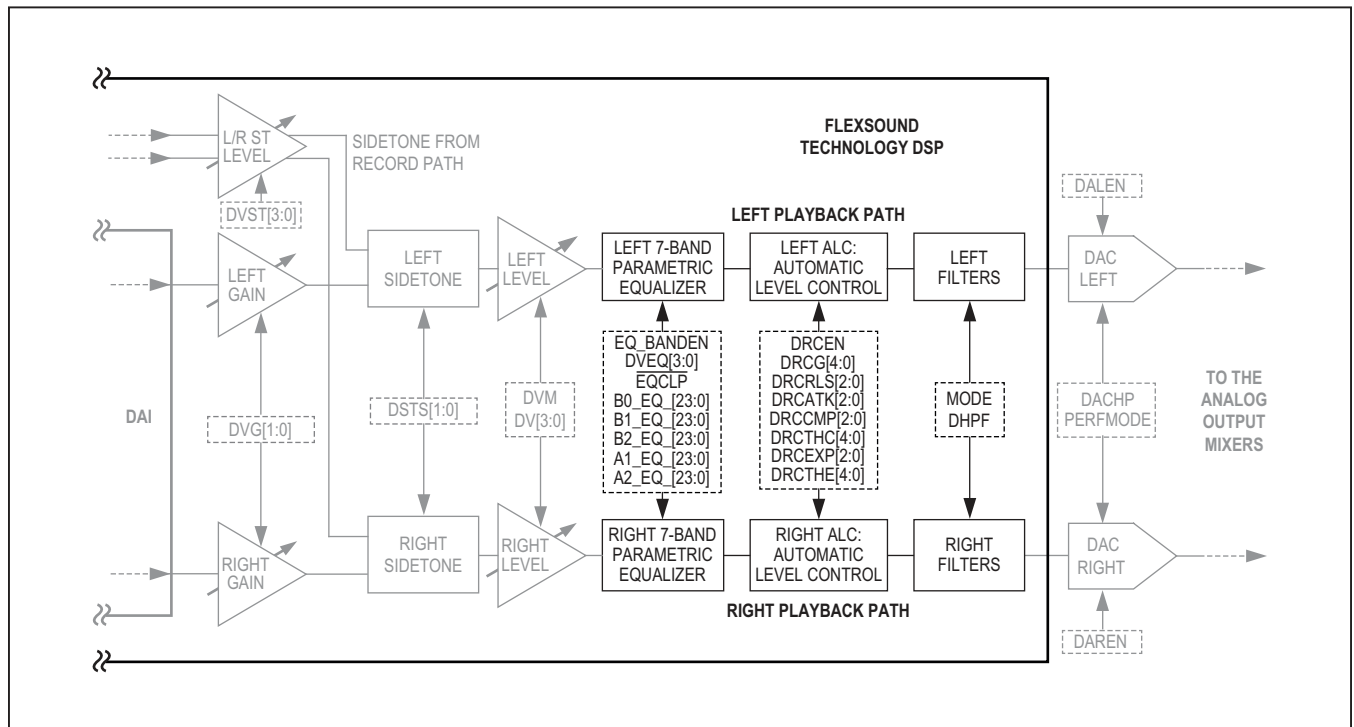 FLEXSOUND
TECHNOLOGY DSP
L/R ST
LEVEL
SIDETONE FROM
RECORD PATH
DVST[3:0]
DALEN
LEFT PLAYBACK PATH
LEFT
GAIN
LEFT
SIDETONE
LEFT
LEVEL
LEFT 7-BAND
PARAMETRIC
EQUALIZER
LEFT ALC:
AUTOMATIC
LEVEL CONTROL
LEFT
FILTERS
DAC
LEFT
DAI
DVG[1:0]
DSTS[1:0]
DVM
DV[3:0]
EQ_BANDEN
DVEQ[3:0]
EQCLP
B0_EQ_[23:0]
B1_EQ_[23:0]
B2_EQ_[23:0]
A1_EQ_[23:0]
A2_EQ_[23:0]
DRCEN
DRCG[4:0]
DRCRLS[2:0]
DRCATK[2:0]
DRCCMP[2:0]
DRCTHC[4:0]
DRCEXP[2:0]
DRCTHE[4:0]
MODE
DHPF
DACHP
PERFMODE
TO THE
ANALOG
OUTPUT
MIXERS
RIGHT
GAIN
RIGHT
SIDETONE
RIGHT
LEVEL
RIGHT 7-BAND
PARAMETRIC
EQUALIZER
RIGHT ALC:
AUTOMATIC
LEVEL CONTROL
RIGHT
FILTERS
DAC
RIGHT
RIGHT PLAYBACK PATH
DAREN